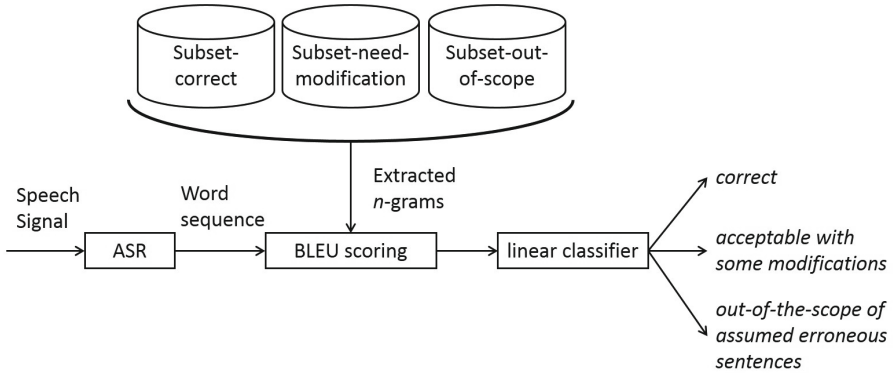 Subset-
correct
Subset-need-
modification
Subset-out-
of-scope
Extracted
n-grams
Speech
Signal
Word
sequence
ASR
BLEU scoring
linear classifier
correct
acceptable with
some modifications
out-of-the-scope of
assumed erroneous
sentences